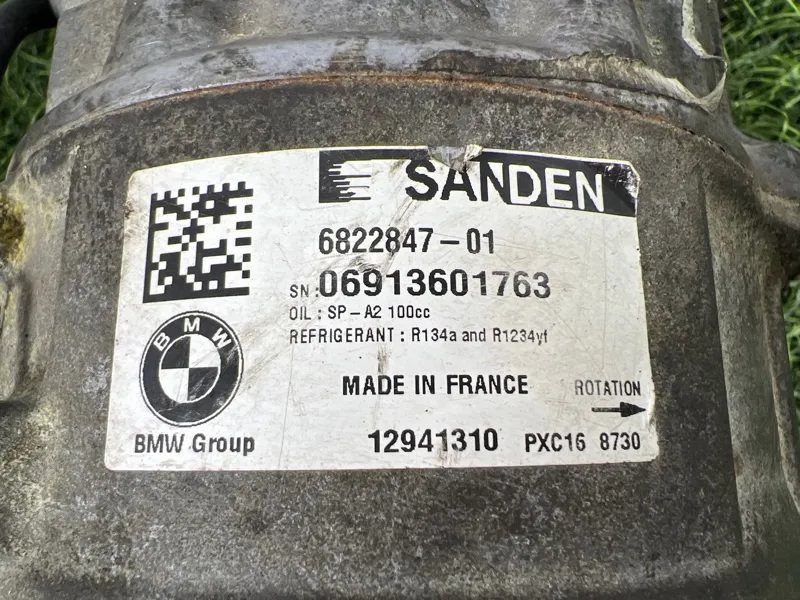 SANDEN
6822847-01
SN:06913601763
OIL : SP-A2 100cc
REFRIGERANT : R134a and R1234yf
BMW
MADE IN FRANCE
ROTATION
BMW Group
12941310 PXC16 8730